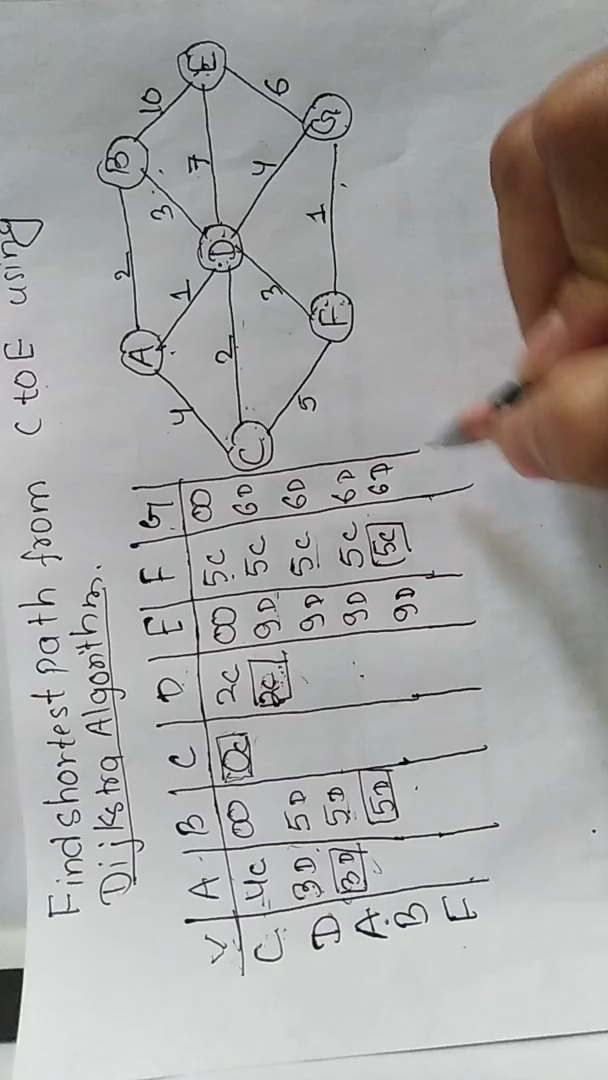 Find shortest path from C to E using
Dijkstra Algorithm.
V A B C D E F G
C 4C ∞ 0C 2C ∞ 5C ∞
D 3D 5D 2C 9D 5C 6D
A 3D 5D 9D 5C 6D
B 5D 9D 5C 6D
F 9D 5C 6D
B 10 E
2 3 7 6
A 1 D 4 G
4 2 3 1
C 5 F